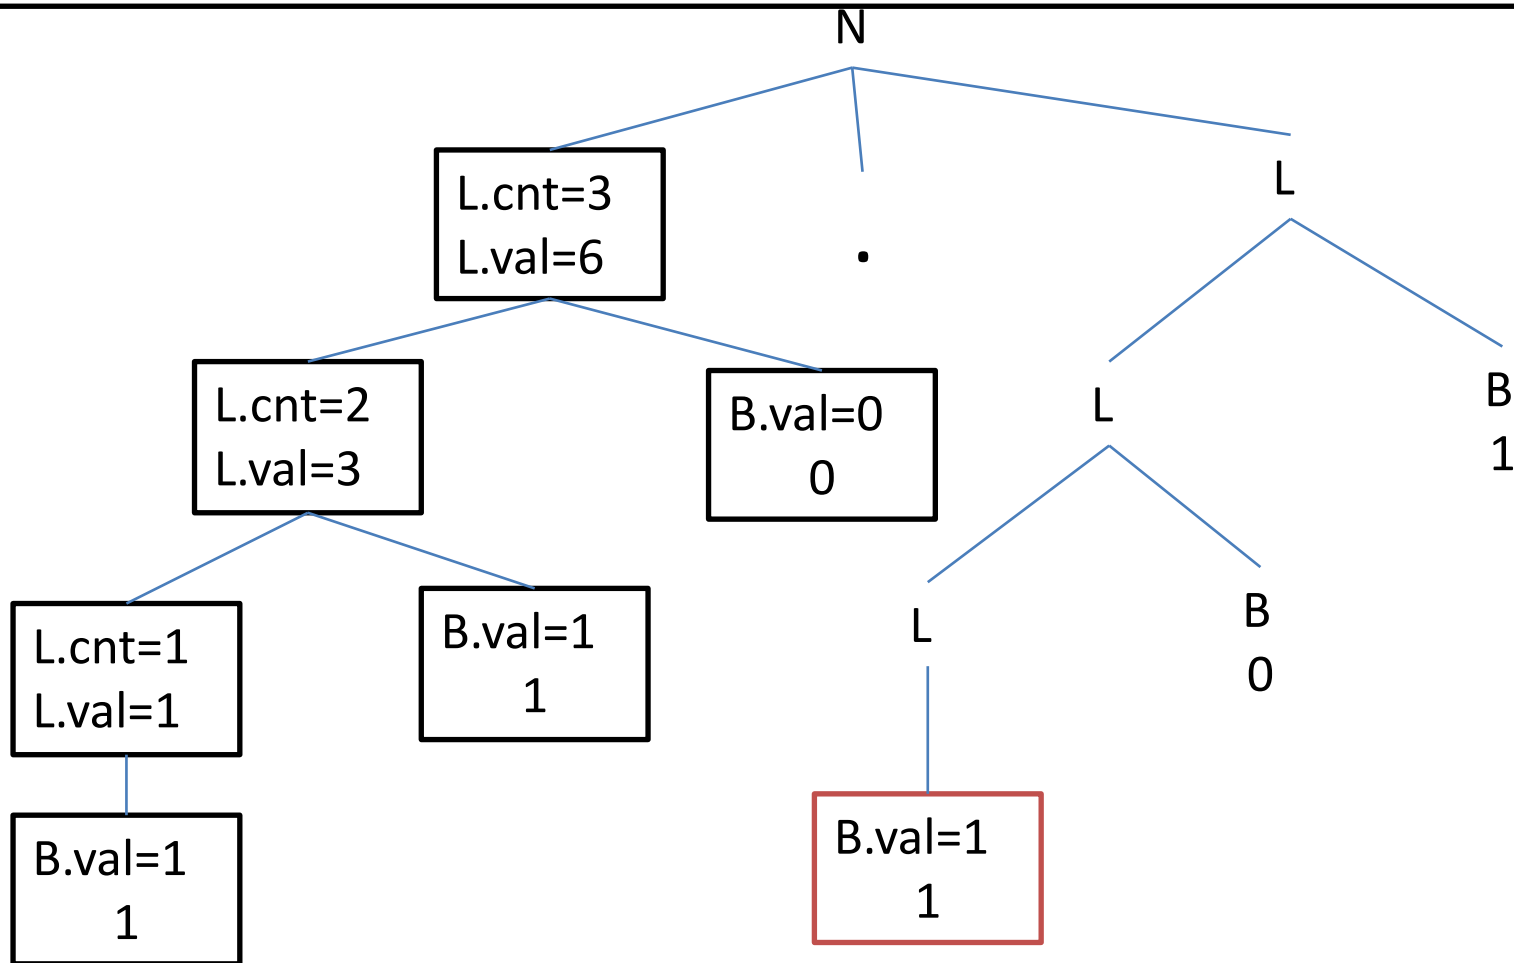 N
L.cnt=3
L.val=6
.
L
L.cnt=2
L.val=3
B.val=0
0
L
B
1
L.cnt=1
L.val=1
B.val=1
1
L
B
0
B.val=1
1
B.val=1
1